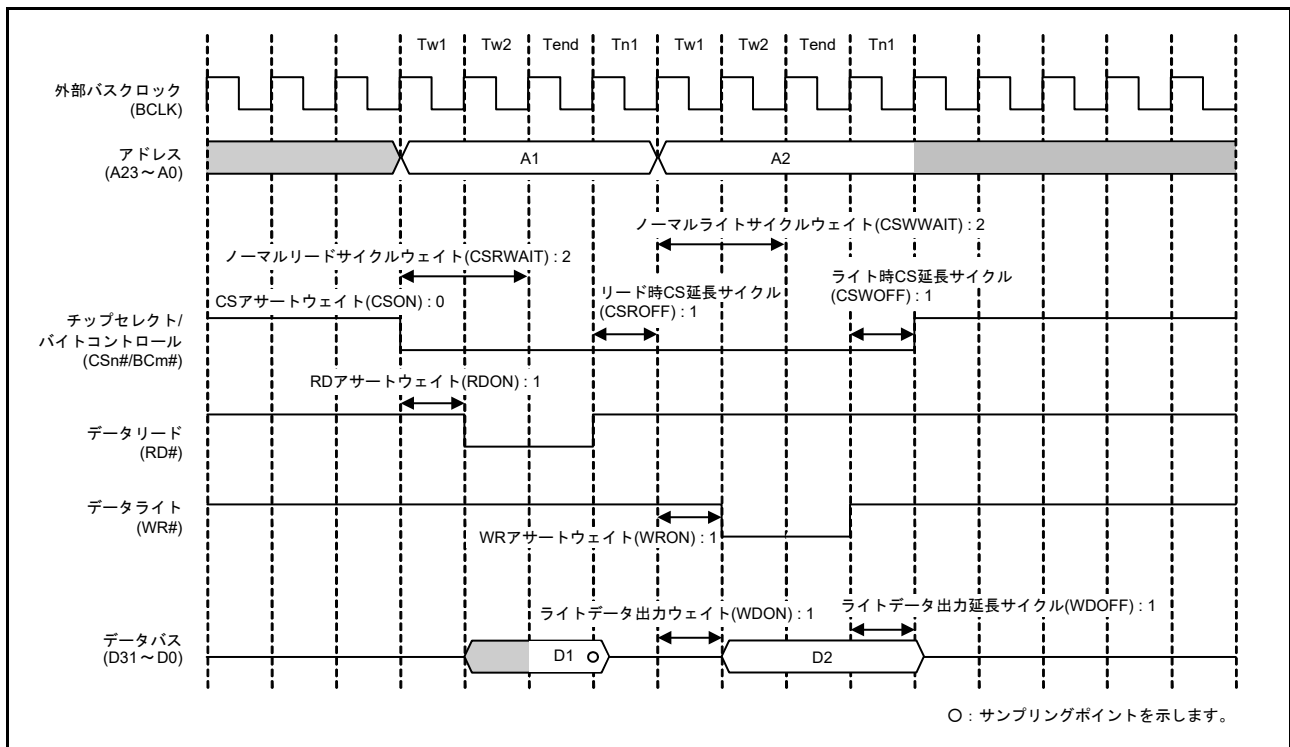 Tw1 Tw2 Tend Tn1 Tw1 Tw2 Tend Tn1
外部バスクロック
(BCLK)
アドレス
(A23～A0)
A1 A2
ノーマルライトサイクルウェイト(CSWWAIT) : 2
ノーマルリードサイクルウェイト(CSRWAIT) : 2
リード時CS延長サイクル
(CSROFF) : 1
ライト時CS延長サイクル
(CSWOFF) : 1
CSアサートウェイト(CSON) : 0
チップセレクト/
バイトコントロール
(CSn#/BCm#)
RDアサートウェイト(RDON) : 1
データリード
(RD#)
データライト
(WR#)
WRアサートウェイト(WRON) : 1
ライトデータ出力ウェイト(WDON) : 1
ライトデータ出力延長サイクル(WDOFF) : 1
データバス
(D31～D0)
D1 D2
○ : サンプリングポイントを示します。